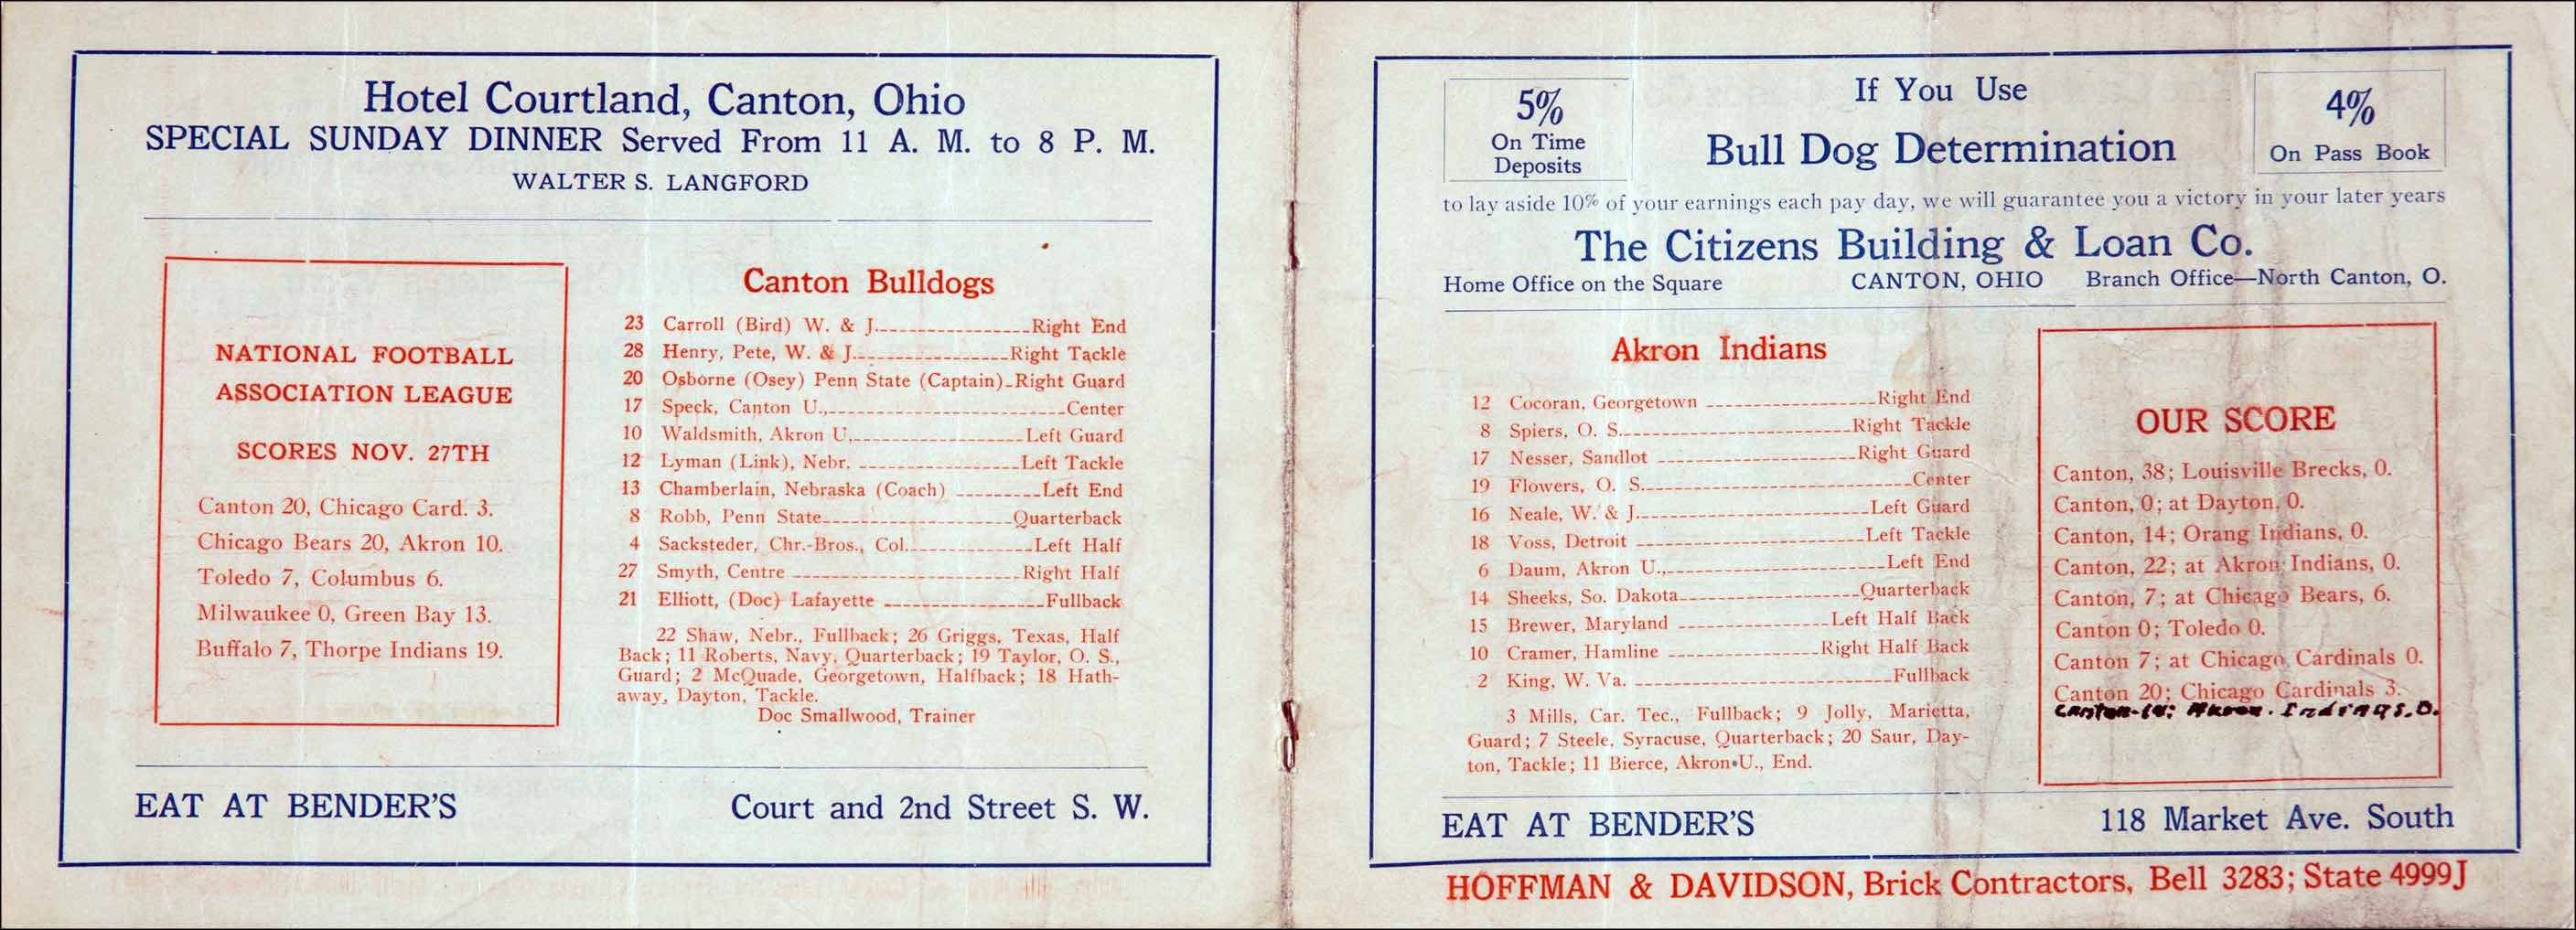 Hotel Courtland, Canton, Ohio
SPECIAL SUNDAY DINNER Served From 11 A. M. to 8 P. M.
WALTER S. LANGFORD
NATIONAL FOOTBALL
ASSOCIATION LEAGUE
SCORES NOV. 27TH
Canton 20, Chicago Card. 3.
Chicago Bears 20, Akron 10.
Toledo 7, Columbus 6.
Milwaukee 0, Green Bay 13.
Buffalo 7, Thorpe Indians 19.
Canton Bulldogs
23 Carroll (Bird) W. & J. Right End
28 Henry, Pete, W. & J. Right Tackle
20 Osborne (Osey) Penn State (Captain) Right Guard
17 Speck, Canton U., Center
10 Waldsmith, Akron U, Left Guard
12 Lyman (Link), Nebr. Left Tackle
13 Chamberlain, Nebraska (Coach) Left End
8 Robb, Penn State Quarterback
4 Sacksteder, Chr.-Bros., Col. Left Half
27 Smyth, Centre Right Half
21 Elliott, (Doc) Lafayette Fullback
22 Shaw, Nebr., Fullback; 26 Griggs, Texas, Half
Back; 11 Roberts, Navy, Quarterback; 19 Taylor, O. S.,
Guard; 2 McQuade, Georgetown, Halfback; 18 Hath-
away, Dayton, Tackle.
Doc Smallwood, Trainer
EAT AT BENDER'S Court and 2nd Street S. W.
5%
On Time
Deposits
If You Use
Bull Dog Determination
4%
On Pass Book
to lay aside 10% of your earnings each pay day, we will guarantee you a victory in your later years
The Citizens Building & Loan Co.
Home Office on the Square CANTON, OHIO Branch Office—North Canton, O.
Akron Indians
12 Cocoran, Georgetown Right End
8 Spiers, O. S. Right Tackle
17 Nesser, Sandlot Right Guard
19 Flowers, O. S. Center
16 Neale, W. & J. Left Guard
18 Voss, Detroit Left Tackle
6 Daum, Akron U., Left End
14 Sheeks, So. Dakota Quarterback
15 Brewer, Maryland Left Half Back
10 Cramer, Hamline Right Half Back
2 King, W. Va. Fullback
3 Mills, Car. Tec., Fullback; 9 Jolly, Marietta,
Guard; 7 Steele, Syracuse, Quarterback; 20 Saur, Day-
ton, Tackle; 11 Bierce, Akron U., End.
OUR SCORE
Canton, 38; Louisville Brecks, 0.
Canton, 0; at Dayton, 0.
Canton, 14; Orang Indians, 0.
Canton, 22; at Akron Indians, 0.
Canton, 7; at Chicago Bears, 6.
Canton 0; Toledo 0.
Canton 7; at Chicago Cardinals 0.
Canton 20; Chicago Cardinals 3.
Canton- Akron. Indians. 0.
EAT AT BENDER'S 118 Market Ave. South
HOFFMAN & DAVIDSON, Brick Contractors, Bell 3283; State 4999J